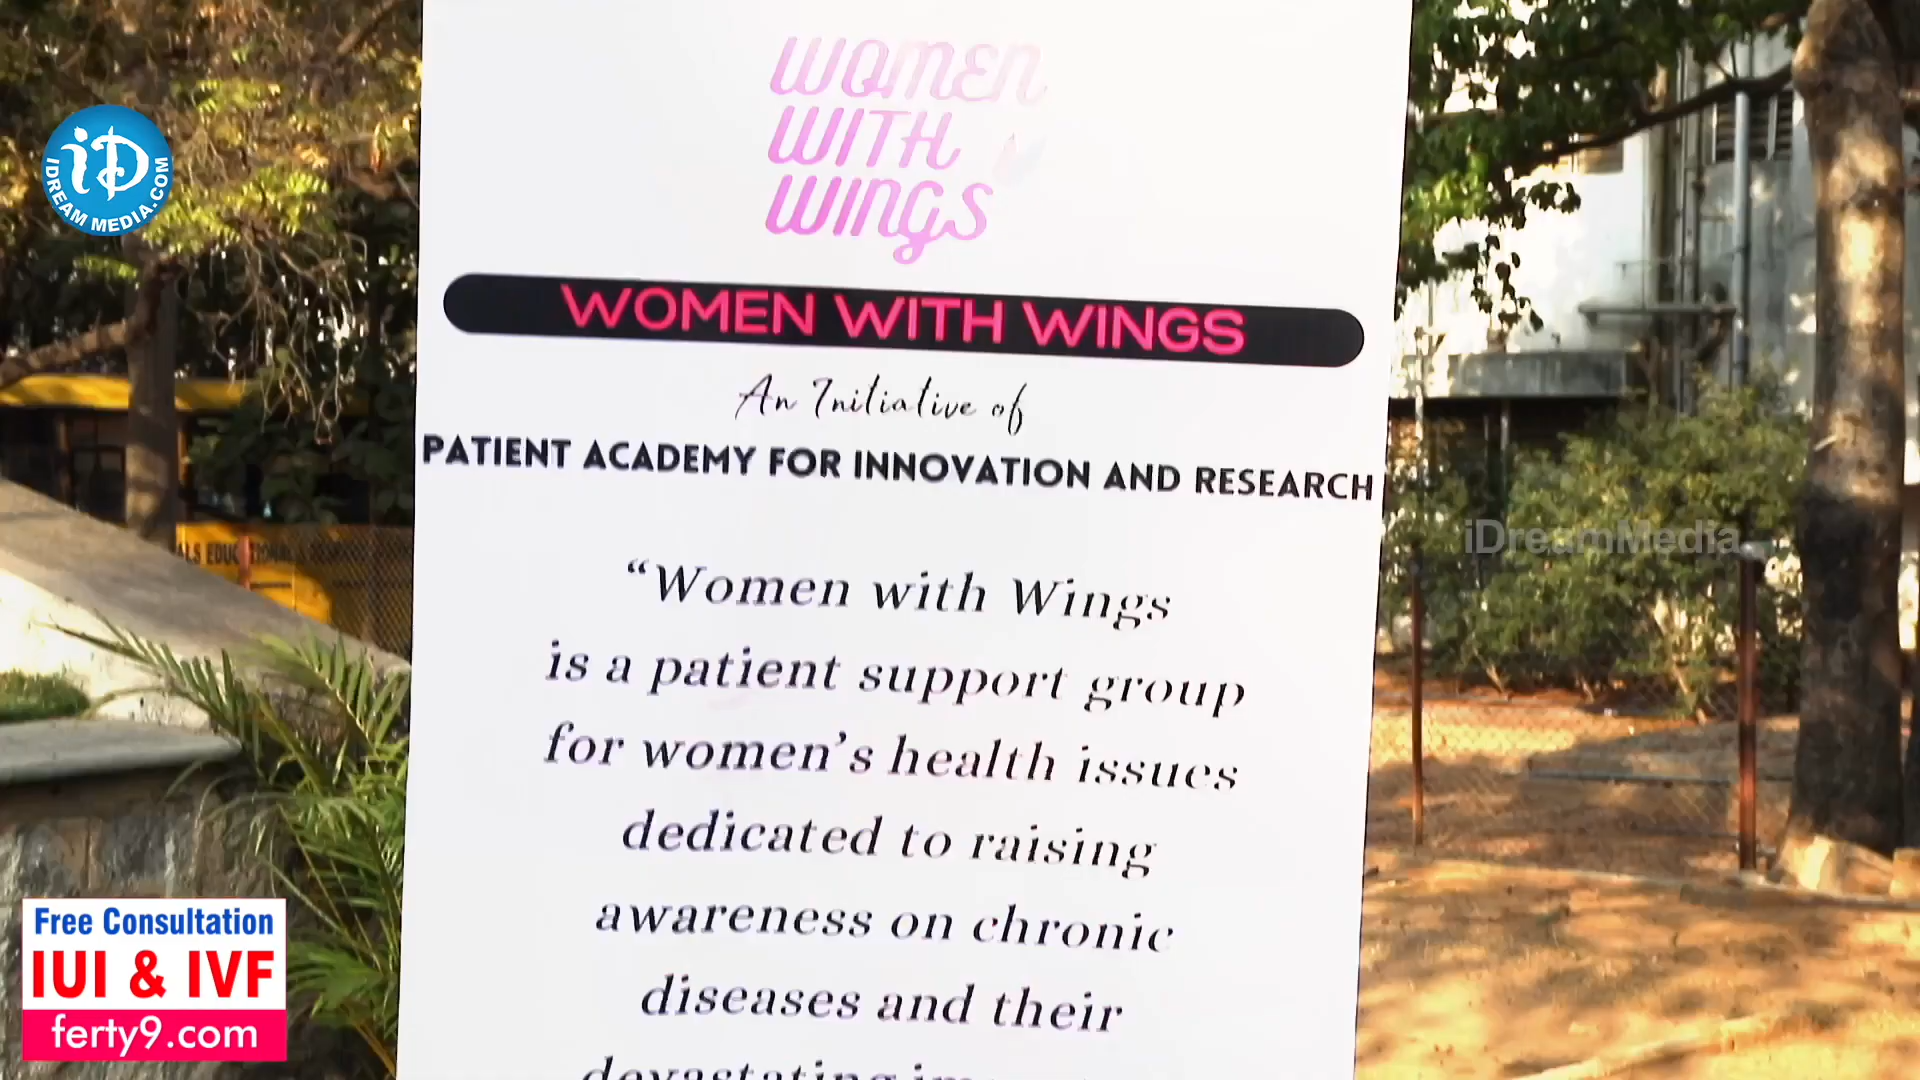 WOMEN
WITH
WINGS
WOMEN WITH WINGS
An Initiative of
PATIENT ACADEMY FOR INNOVATION AND RESEARCH
“Women with Wings
is a patient support group
for women’s health issues
dedicated to raising
awareness on chronic
diseases and their
devastating
iD
IDREAM MEDIA.COM
iDreamMedia
Free Consultation
IUI & IVF
ferty9.com